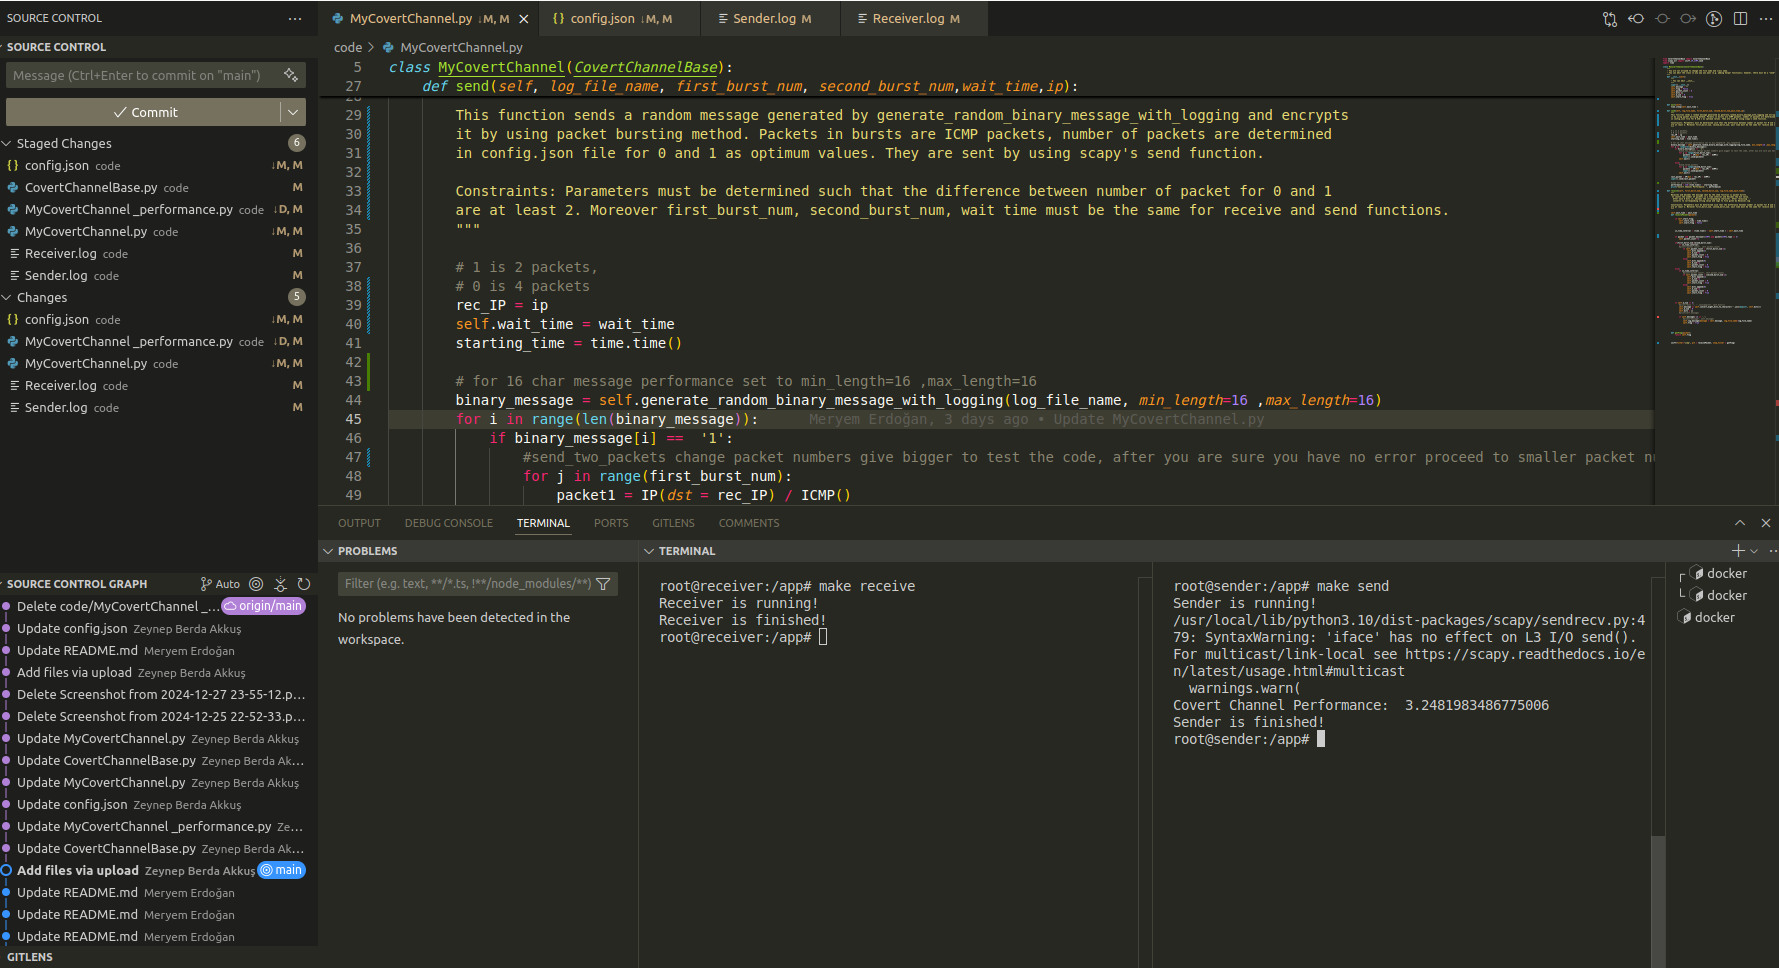 SOURCE CONTROL
SOURCE CONTROL
Message (Ctrl+Enter to commit on "main")
Commit
Staged Changes 6
config.json code ↓M, M
CovertChannelBase.py code M
MyCovertChannel _performance.py code ↓D, M
MyCovertChannel.py code ↓M, M
Receiver.log code M
Sender.log code M
Changes 5
config.json code ↓M, M
MyCovertChannel _performance.py code ↓D, M
MyCovertChannel.py code ↓M, M
Receiver.log code M
Sender.log code M
SOURCE CONTROL GRAPH Auto
Delete code/MyCovertChannel _... origin/main
Update config.json Zeynep Berda Akkuş
Update README.md Meryem Erdoğan
Add files via upload Zeynep Berda Akkuş
Delete Screenshot from 2024-12-27 23-55-12.p...
Delete Screenshot from 2024-12-25 22-52-33.p...
Update MyCovertChannel.py Zeynep Berda Akkuş
Update CovertChannelBase.py Zeynep Berda Ak...
Update MyCovertChannel.py Zeynep Berda Akkuş
Update config.json Zeynep Berda Akkuş
Update MyCovertChannel _performance.py Ze...
Update CovertChannelBase.py Zeynep Berda Ak...
Add files via upload Zeynep Berda Akkuş main
Update README.md Meryem Erdoğan
Update README.md Meryem Erdoğan
Update README.md Meryem Erdoğan
GITLENS
MyCovertChannel.py ↓M, M
{} config.json ↓M, M
Sender.log M
Receiver.log M
code > MyCovertChannel.py
5 class MyCovertChannel(CovertChannelBase):
27 def send(self, log_file_name, first_burst_num, second_burst_num,wait_time,ip):
29 This function sends a random message generated by generate_random_binary_message_with_logging and encrypts
30 it by using packet bursting method. Packets in bursts are ICMP packets, number of packets are determined
31 in config.json file for 0 and 1 as optimum values. They are sent by using scapy's send function.
32
33 Constraints: Parameters must be determined such that the difference between number of packet for 0 and 1
34 are at least 2. Moreover first_burst_num, second_burst_num, wait time must be the same for receive and send functions.
35 """
36
37 # 1 is 2 packets,
38 # 0 is 4 packets
39 rec_IP = ip
40 self.wait_time = wait_time
41 starting_time = time.time()
42
43 # for 16 char message performance set to min_length=16 ,max_length=16
44 binary_message = self.generate_random_binary_message_with_logging(log_file_name, min_length=16 ,max_length=16)
45 for i in range(len(binary_message)): Meryem Erdoğan, 3 days ago • Update MyCovertChannel.py
46 if binary_message[i] == '1':
47 #send_two_packets change packet numbers give bigger to test the code, after you are sure you have no error proceed to smaller packet
48 for j in range(first_burst_num):
49 packet1 = IP(dst = rec_IP) / ICMP()
OUTPUT DEBUG CONSOLE TERMINAL PORTS GITLENS COMMENTS
PROBLEMS
Filter (e.g. text, **/*.ts, !**/node_modules/**)
No problems have been detected in the
workspace.
TERMINAL
root@receiver:/app# make receive
Receiver is running!
Receiver is finished!
root@receiver:/app#
root@sender:/app# make send
Sender is running!
/usr/local/lib/python3.10/dist-packages/scapy/sendrecv.py:4
79: SyntaxWarning: 'iface' has no effect on L3 I/O send().
For multicast/link-local see https://scapy.readthedocs.io/e
n/latest/usage.html#multicast
warnings.warn(
Covert Channel Performance: 3.2481983486775006
Sender is finished!
root@sender:/app#
docker
docker
docker